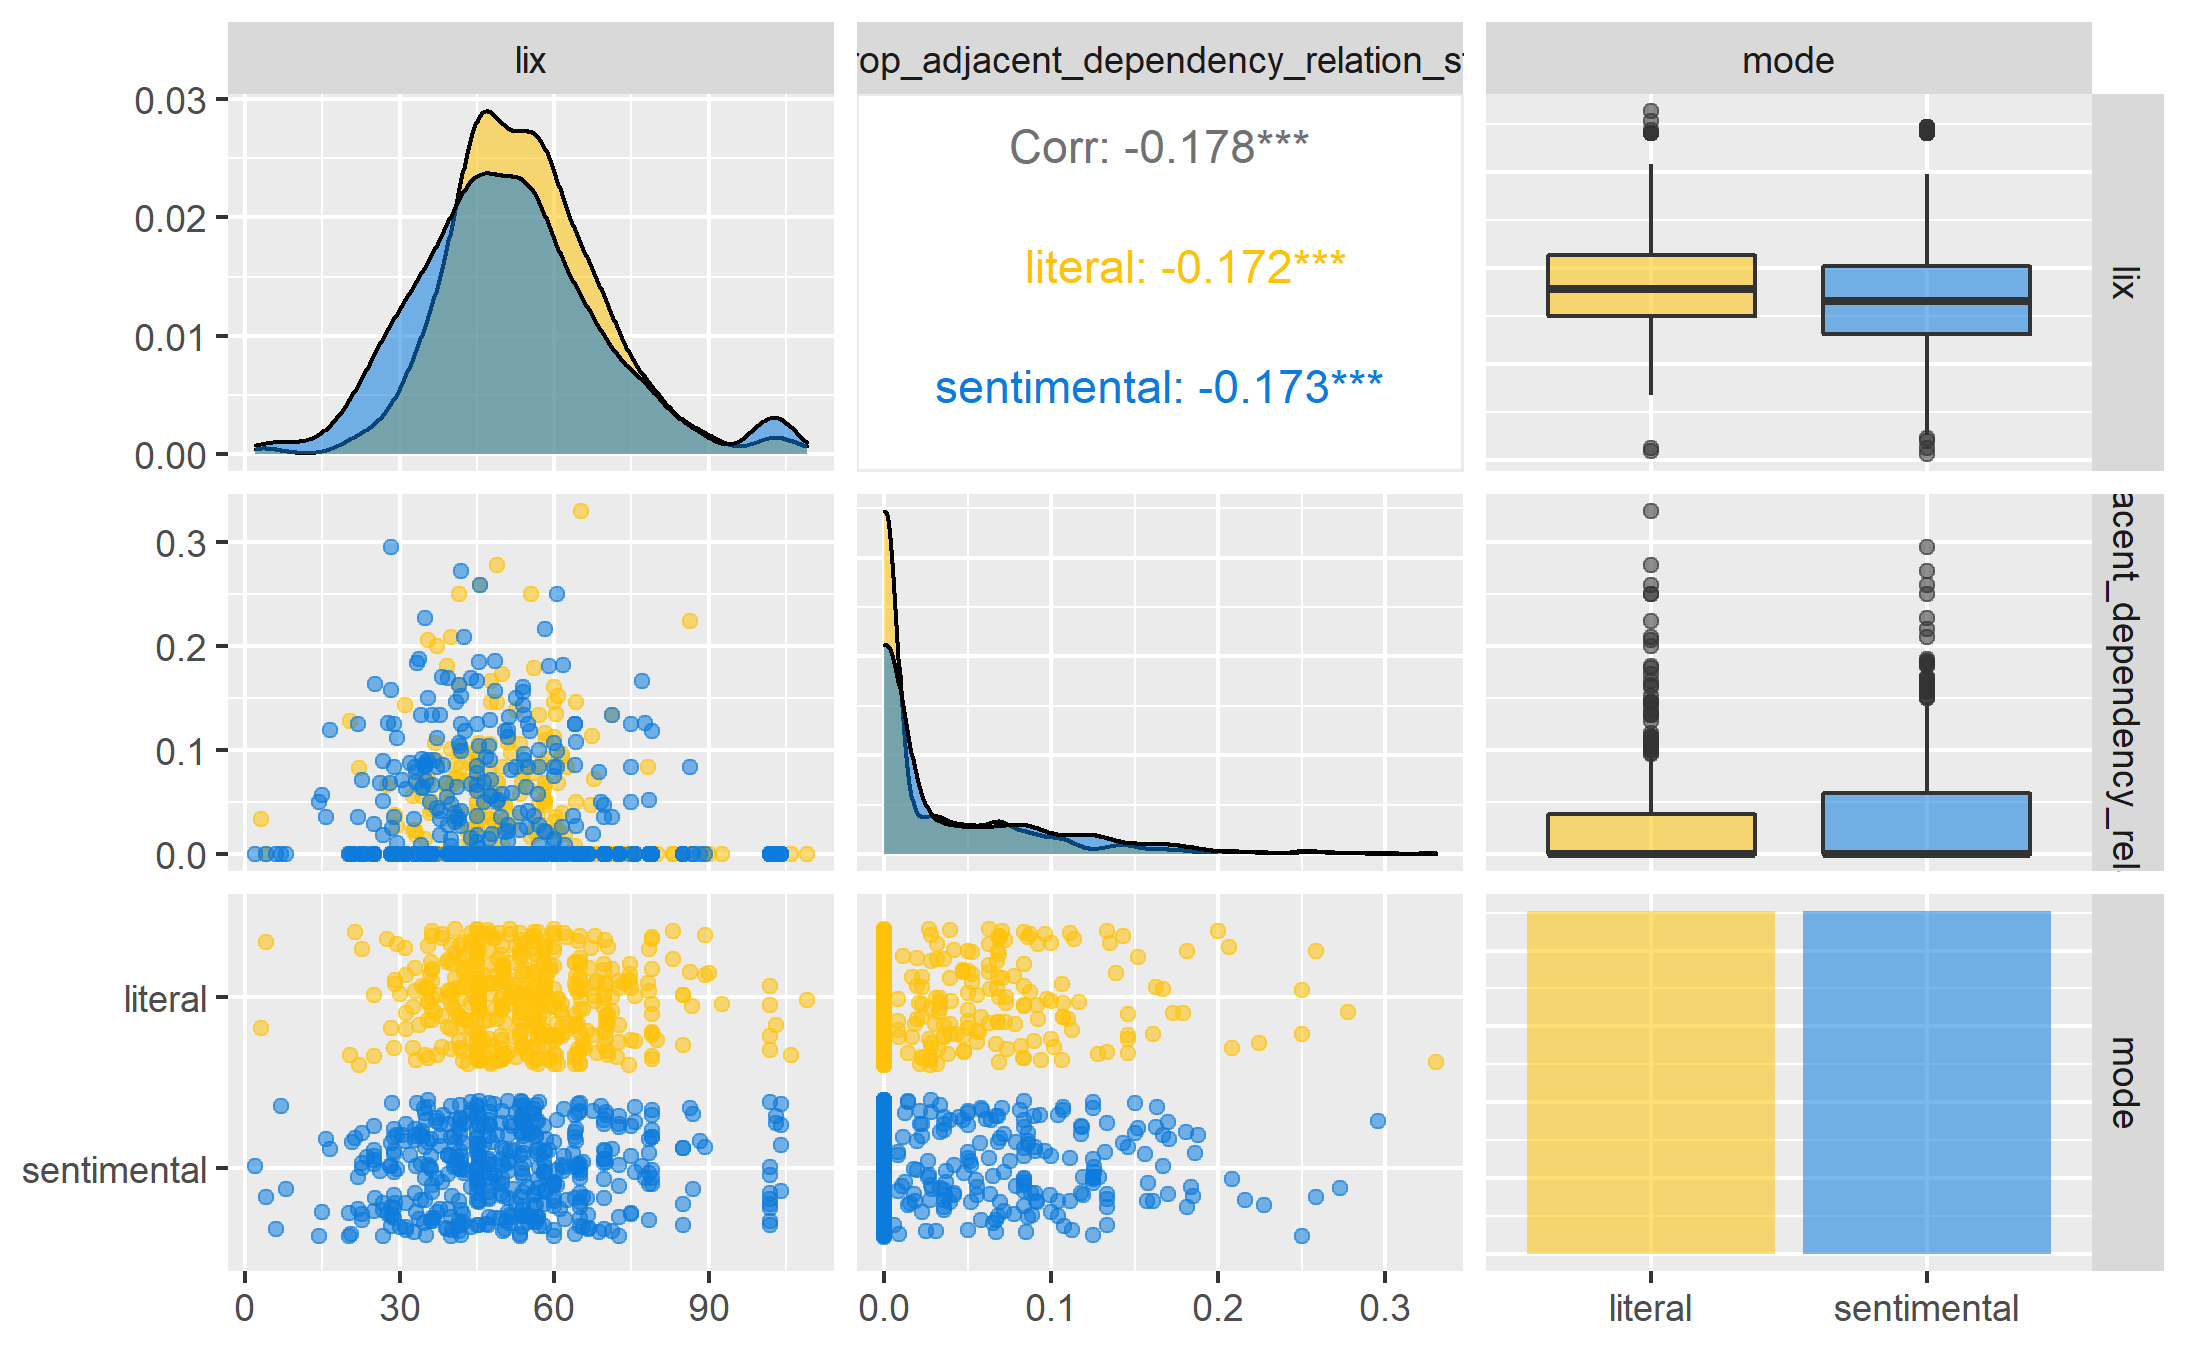 lix
rop_adjacent_dependency_relation_s
mode
0.03
0.02
0.01
0.00
Corr: -0.178***
literal: -0.172***
sentimental: -0.173***
lix
0.3
0.2
0.1
0.0
acent_dependency_rel
literal
sentimental
mode
0
30
60
90
0.0
0.1
0.2
0.3
literal
sentimental